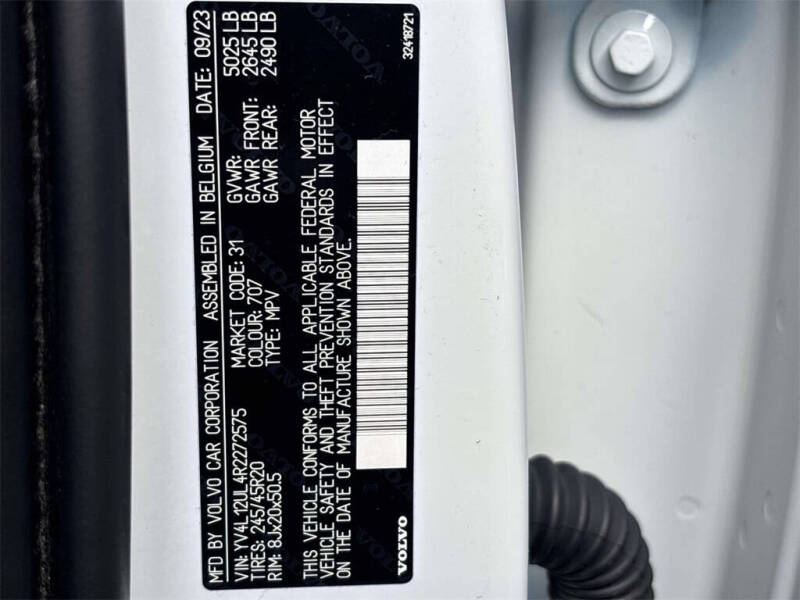 MFD BY VOLVO CAR CORPORATION ASSEMBLED IN BELGIUM DATE: 09/23
VIN: YV4L12UL4R2272575
TIRES: 245/45R20
RIM: 8Jx20x50.5
MARKET CODE: 31
COLOUR: 707
TYPE: MPV
GVWR: 5025 LB
GAWR FRONT: 2645 LB
GAWR REAR: 2490 LB
THIS VEHICLE CONFORMS TO ALL APPLICABLE FEDERAL MOTOR
VEHICLE SAFETY AND THEFT PREVENTION STANDARDS IN EFFECT
ON THE DATE OF MANUFACTURE SHOWN ABOVE.
VOLVO
32418721